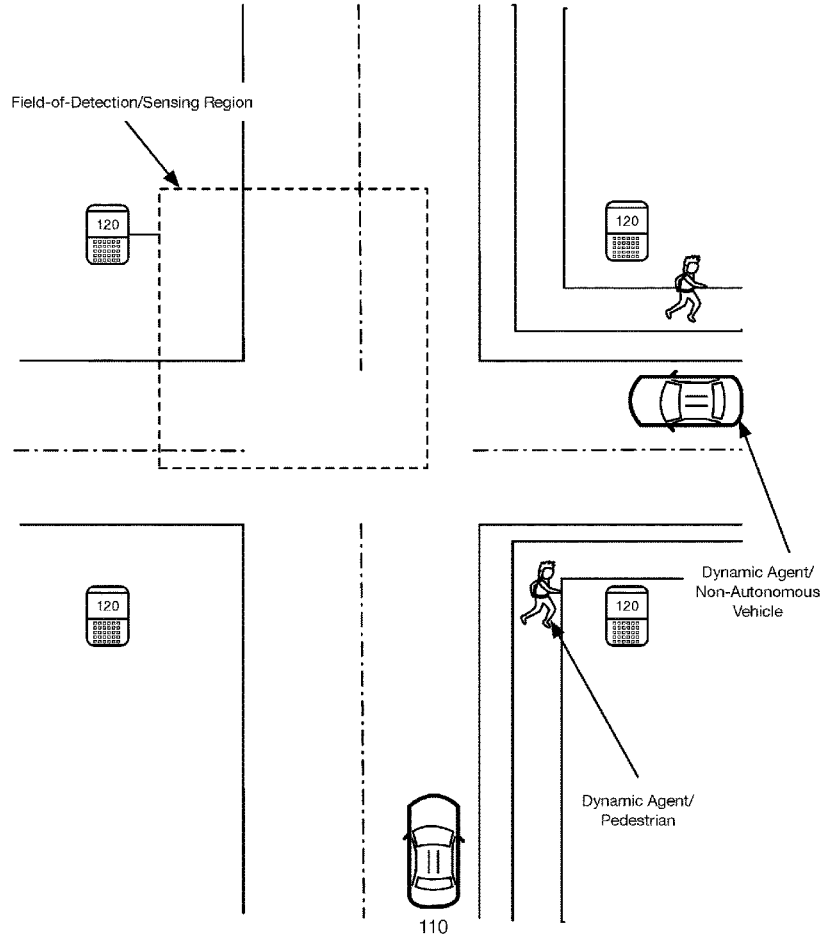 Field-of-Detection/Sensing Region
120
120
Dynamic Agent/
Non-Autonomous
Vehicle
120
120
Dynamic Agent/
Pedestrian
110